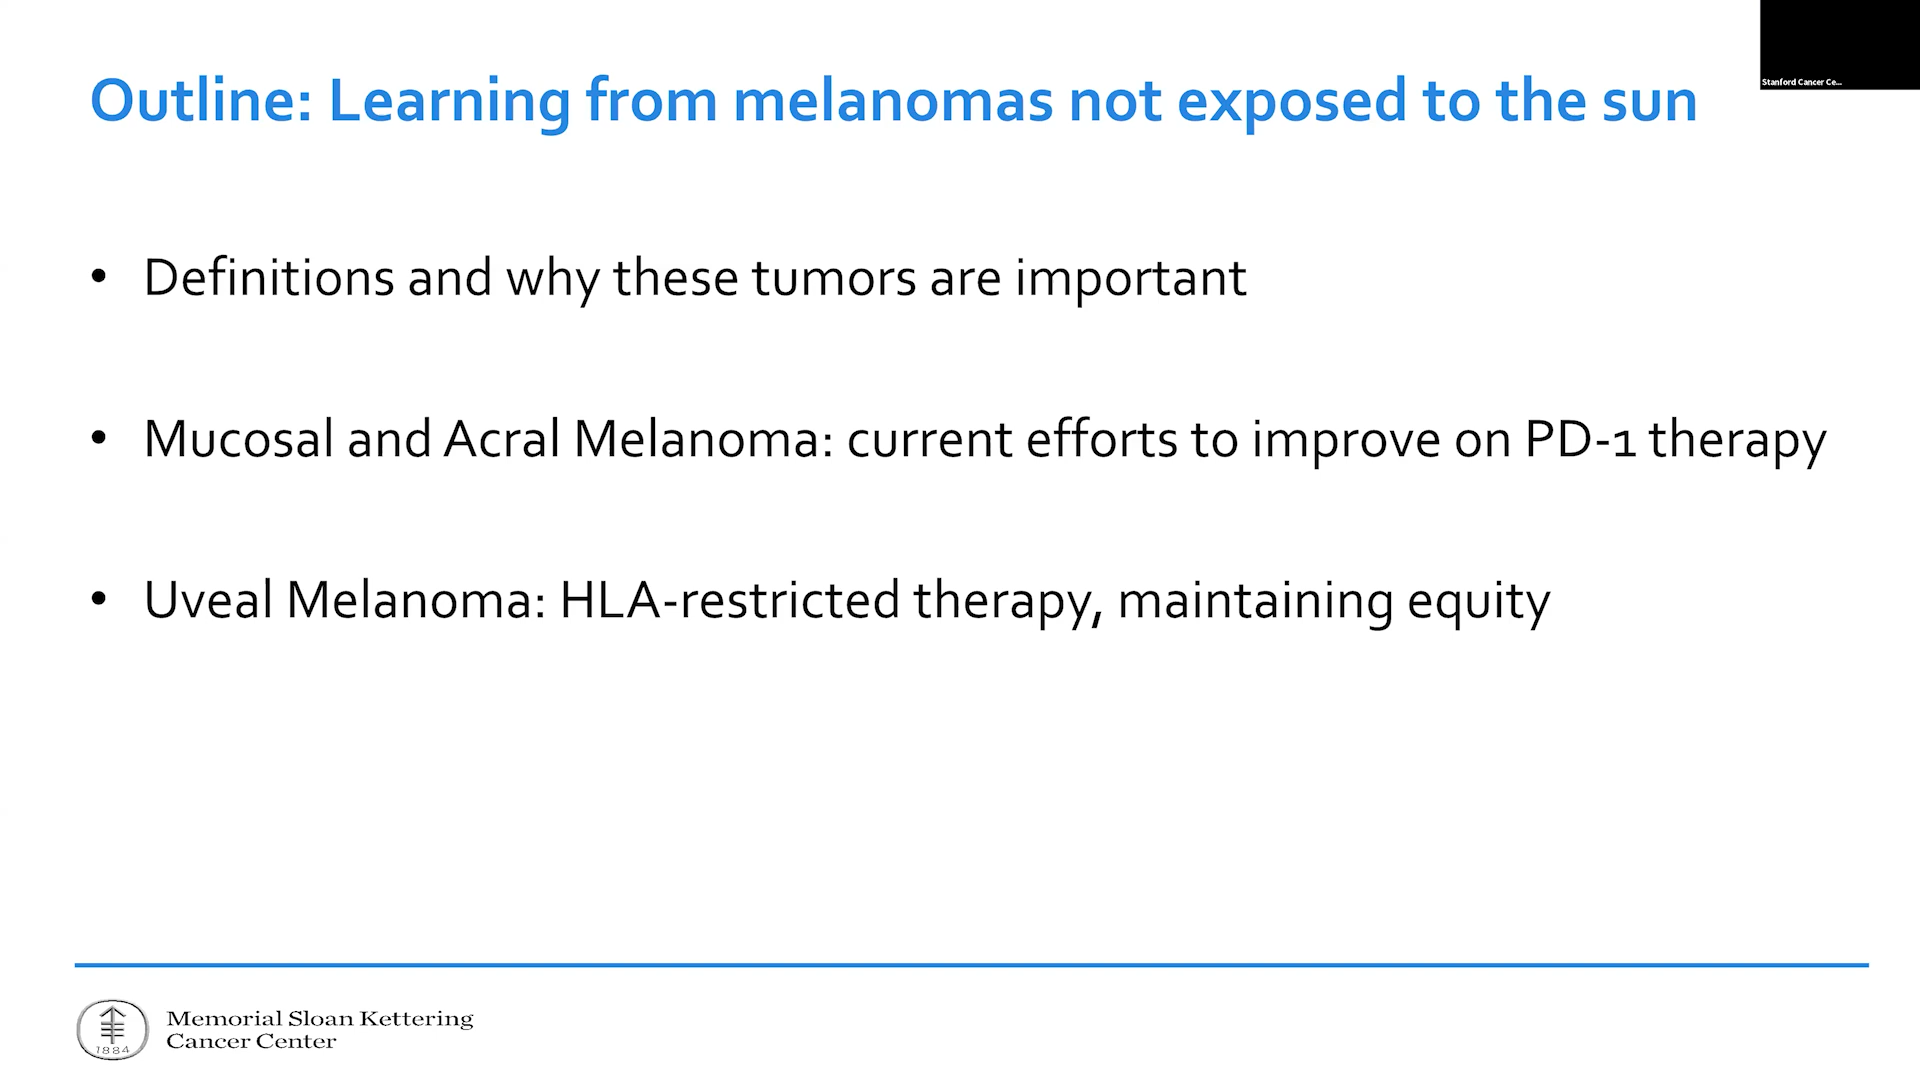 Stanford Cancer Ce...
Outline: Learning from melanomas not exposed to the sun
• Definitions and why these tumors are important
• Mucosal and Acral Melanoma: current efforts to improve on PD-1 therapy
• Uveal Melanoma: HLA-restricted therapy, maintaining equity
1884
Memorial Sloan Kettering
Cancer Center